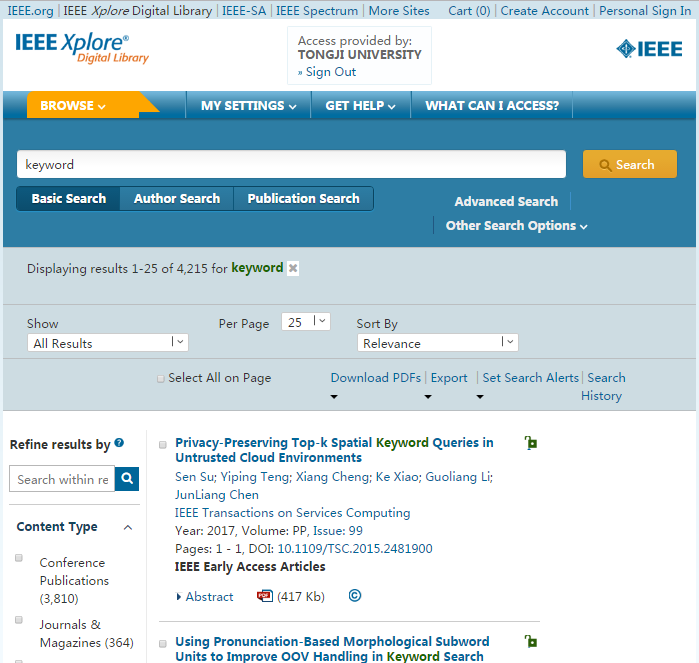 IEEE.org | IEEE Xplore Digital Library | IEEE-SA | IEEE Spectrum | More Sites Cart (0) | Create Account | Personal Sign In
IEEE Xplore®
Digital Library
Access provided by:
TONGJI UNIVERSITY
» Sign Out
IEEE
BROWSE
MY SETTINGS
GET HELP
WHAT CAN I ACCESS?
keyword
Search
Basic Search
Author Search
Publication Search
Advanced Search
Other Search Options
Displaying results 1-25 of 4,215 for keyword
Show
All Results
Per Page 25
Sort By
Relevance
Select All on Page
Download PDFs | Export | Set Search Alerts | Search
History
Refine results by ?
Search within re
Content Type
Conference
Publications
(3,810)
Journals &
Magazines (364)
Privacy-Preserving Top-k Spatial Keyword Queries in
Untrusted Cloud Environments
Sen Su; Yiping Teng; Xiang Cheng; Ke Xiao; Guoliang Li;
JunLiang Chen
IEEE Transactions on Services Computing
Year: 2017, Volume: PP, Issue: 99
Pages: 1 - 1, DOI: 10.1109/TSC.2015.2481900
IEEE Early Access Articles
Abstract PDF (417 Kb) ©
Using Pronunciation-Based Morphological Subword
Units to Improve OOV Handling in Keyword Search